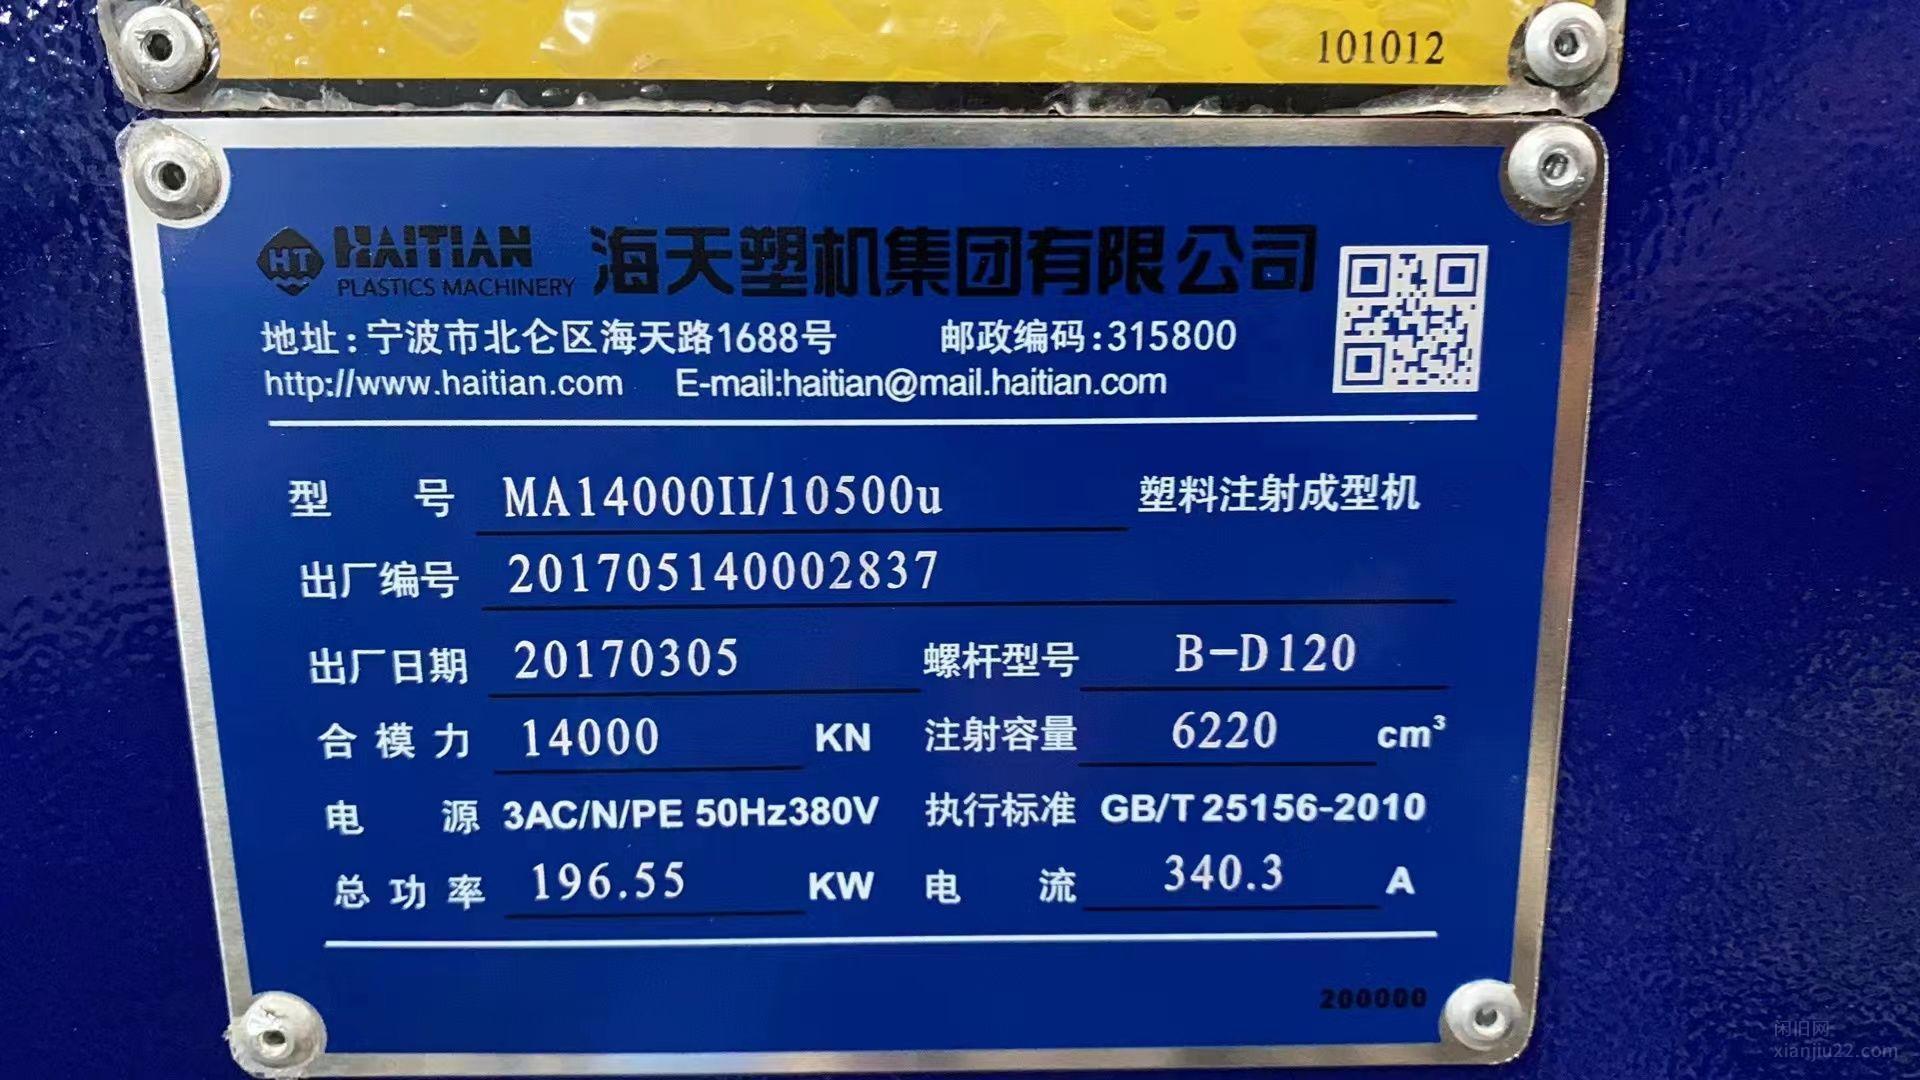 101012
HT HAITIAN 海天塑机集团有限公司
PLASTICS MACHINERY
地址:宁波市北仑区海天路1688号 邮政编码:315800
http://www.haitian.com E-mail:haitian@mail.haitian.com
型号 MA14000II/10500u 塑料注射成型机
出厂编号 201705140002837
出厂日期 20170305 螺杆型号 B-D120
合模力 14000 KN 注射容量 6220 cm³
电源 3AC/N/PE 50Hz380V 执行标准 GB/T 25156-2010
总功率 196.55 KW 电流 340.3 A
200000
闲旧网
xianjiu22.com